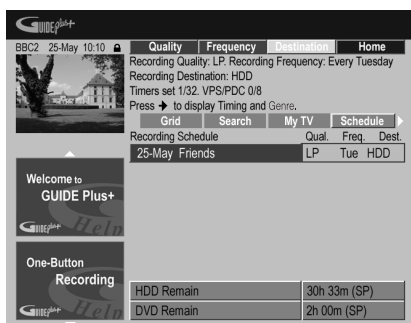 GUIDE plus+
BBC2 25-May 10:10
Quality Frequency Destination Home
Recording Quality: LP. Recording Frequency: Every Tuesday
Recording Destination: HDD
Timers set 1/32. VPS/PDC 0/8
Press → to display Timing and Genre.
Grid Search My TV Schedule
Recording Schedule Qual. Freq. Dest.
25-May Friends LP Tue HDD
Welcome to
GUIDE Plus+
GUIDE plus+ Help
One-Button
Recording
GUIDE plus+ Help
HDD Remain 30h 33m (SP)
DVD Remain 2h 00m (SP)